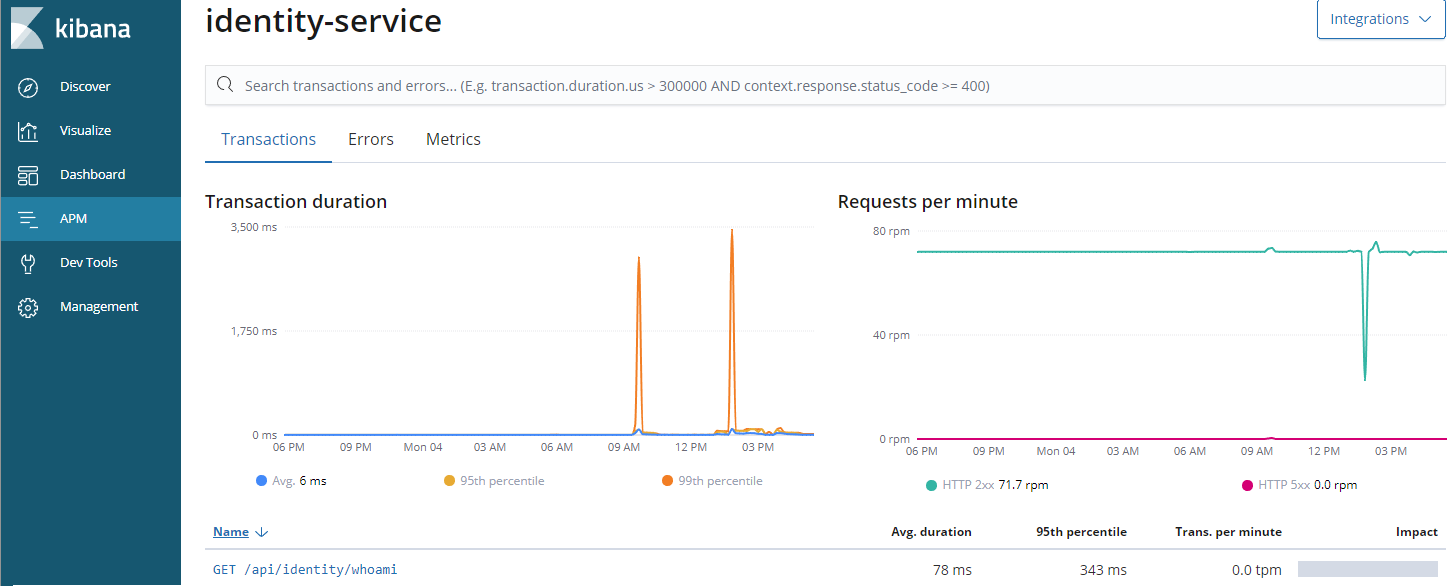 kibana
Discover
Visualize
Dashboard
APM
Dev Tools
Management
identity-service
Integrations
Search transactions and errors... (E.g. transaction.duration.us > 300000 AND context.response.status_code >= 400)
Transactions Errors Metrics
Transaction duration
3,500 ms
1,750 ms
0 ms
06 PM 09 PM Mon 04 03 AM 06 AM 09 AM 12 PM 03 PM
Avg. 6 ms 95th percentile 99th percentile
Requests per minute
80 rpm
40 rpm
0 rpm
06 PM 09 PM Mon 04 03 AM 06 AM 09 AM 12 PM 03 PM
HTTP 2xx 71.7 rpm HTTP 5xx 0.0 rpm
Name Avg. duration 95th percentile Trans. per minute Impact
GET /api/identity/whoami 78 ms 343 ms 0.0 tpm